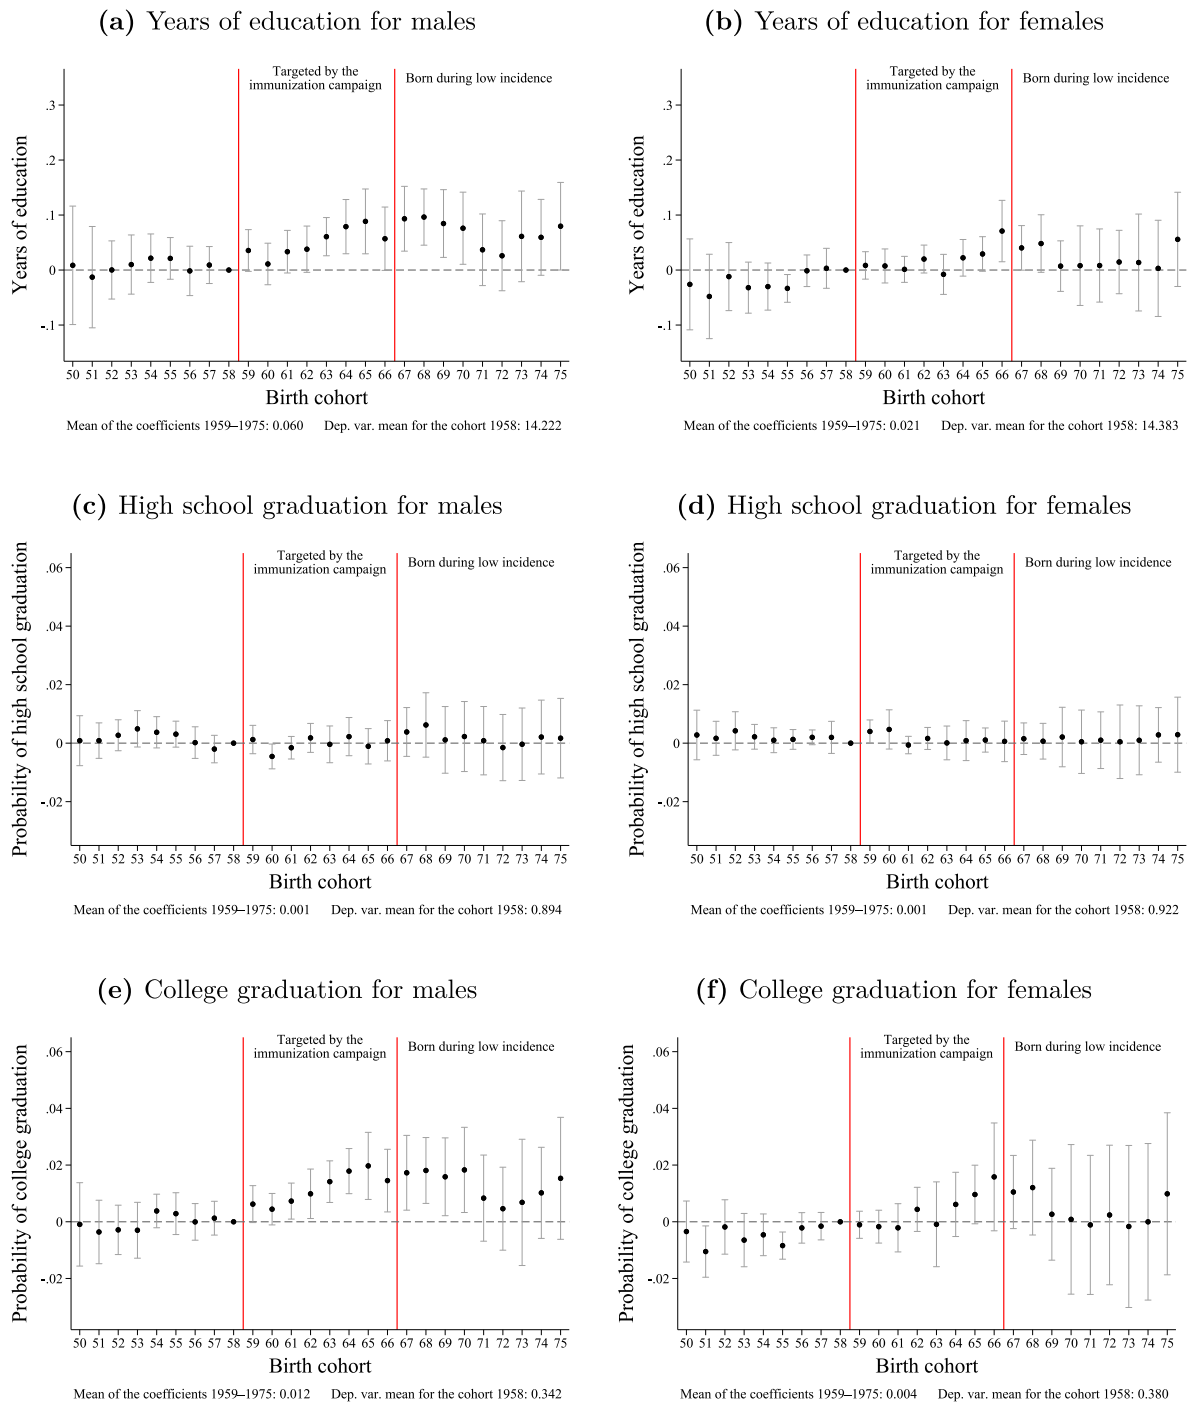 (a) Years of education for males
Targeted by the
immunization campaign
Born during low incidence
Years of education
.3
.2
.1
0
-.1
50 51 52 53 54 55 56 57 58 59 60 61 62 63 64 65 66 67 68 69 70 71 72 73 74 75
Birth cohort
Mean of the coefficients 1959–1975: 0.060 Dep. var. mean for the cohort 1958: 14.222
(b) Years of education for females
Targeted by the
immunization campaign
Born during low incidence
Years of education
.3
.2
.1
0
-.1
50 51 52 53 54 55 56 57 58 59 60 61 62 63 64 65 66 67 68 69 70 71 72 73 74 75
Birth cohort
Mean of the coefficients 1959–1975: 0.021 Dep. var. mean for the cohort 1958: 14.383
(c) High school graduation for males
Targeted by the
immunization campaign
Born during low incidence
Probability of high school graduation
.06
.04
.02
0
-.02
50 51 52 53 54 55 56 57 58 59 60 61 62 63 64 65 66 67 68 69 70 71 72 73 74 75
Birth cohort
Mean of the coefficients 1959–1975: 0.001 Dep. var. mean for the cohort 1958: 0.894
(d) High school graduation for females
Targeted by the
immunization campaign
Born during low incidence
Probability of high school graduation
.06
.04
.02
0
-.02
50 51 52 53 54 55 56 57 58 59 60 61 62 63 64 65 66 67 68 69 70 71 72 73 74 75
Birth cohort
Mean of the coefficients 1959–1975: 0.001 Dep. var. mean for the cohort 1958: 0.922
(e) College graduation for males
Targeted by the
immunization campaign
Born during low incidence
Probability of college graduation
.06
.04
.02
0
-.02
50 51 52 53 54 55 56 57 58 59 60 61 62 63 64 65 66 67 68 69 70 71 72 73 74 75
Birth cohort
Mean of the coefficients 1959–1975: 0.012 Dep. var. mean for the cohort 1958: 0.342
(f) College graduation for females
Targeted by the
immunization campaign
Born during low incidence
Probability of college graduation
.06
.04
.02
0
-.02
50 51 52 53 54 55 56 57 58 59 60 61 62 63 64 65 66 67 68 69 70 71 72 73 74 75
Birth cohort
Mean of the coefficients 1959–1975: 0.004 Dep. var. mean for the cohort 1958: 0.380